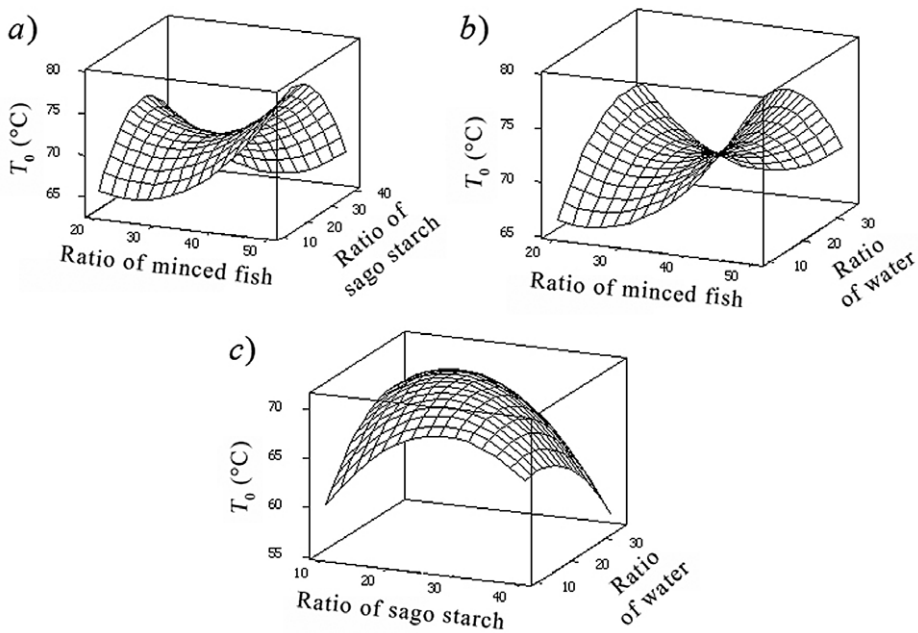 a)
80
75
70
65
T0 (°C)
20
30
40
50
Ratio of minced fish
10
20
30
40
Ratio of
sago starch
b)
80
75
70
65
T0 (°C)
20
30
40
50
Ratio of minced fish
10
20
30
Ratio
of water
c)
70
65
60
55
T0 (°C)
10
20
30
40
Ratio of sago starch
10
20
30
Ratio
of water